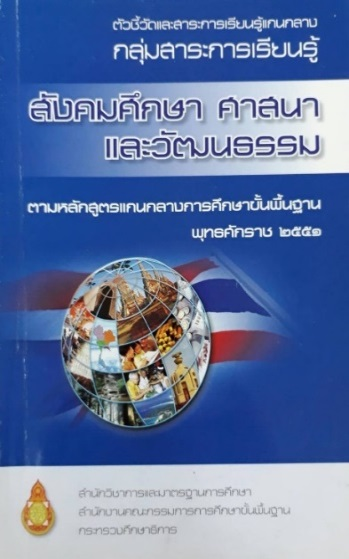 ตัวชี้วัดและสาระการเรียนรู้แกนกลาง
กลุ่มสาระการเรียนรู้
สังคมศึกษา ศาสนา
และวัฒนธรรม
ตามหลักสูตรแกนกลางการศึกษาขั้นพื้นฐาน
พุทธศักราช ๒๕๕๑
สำนักวิชาการและมาตรฐานการศึกษา
สำนักงานคณะกรรมการการศึกษาขั้นพื้นฐาน
กระทรวงศึกษาธิการ